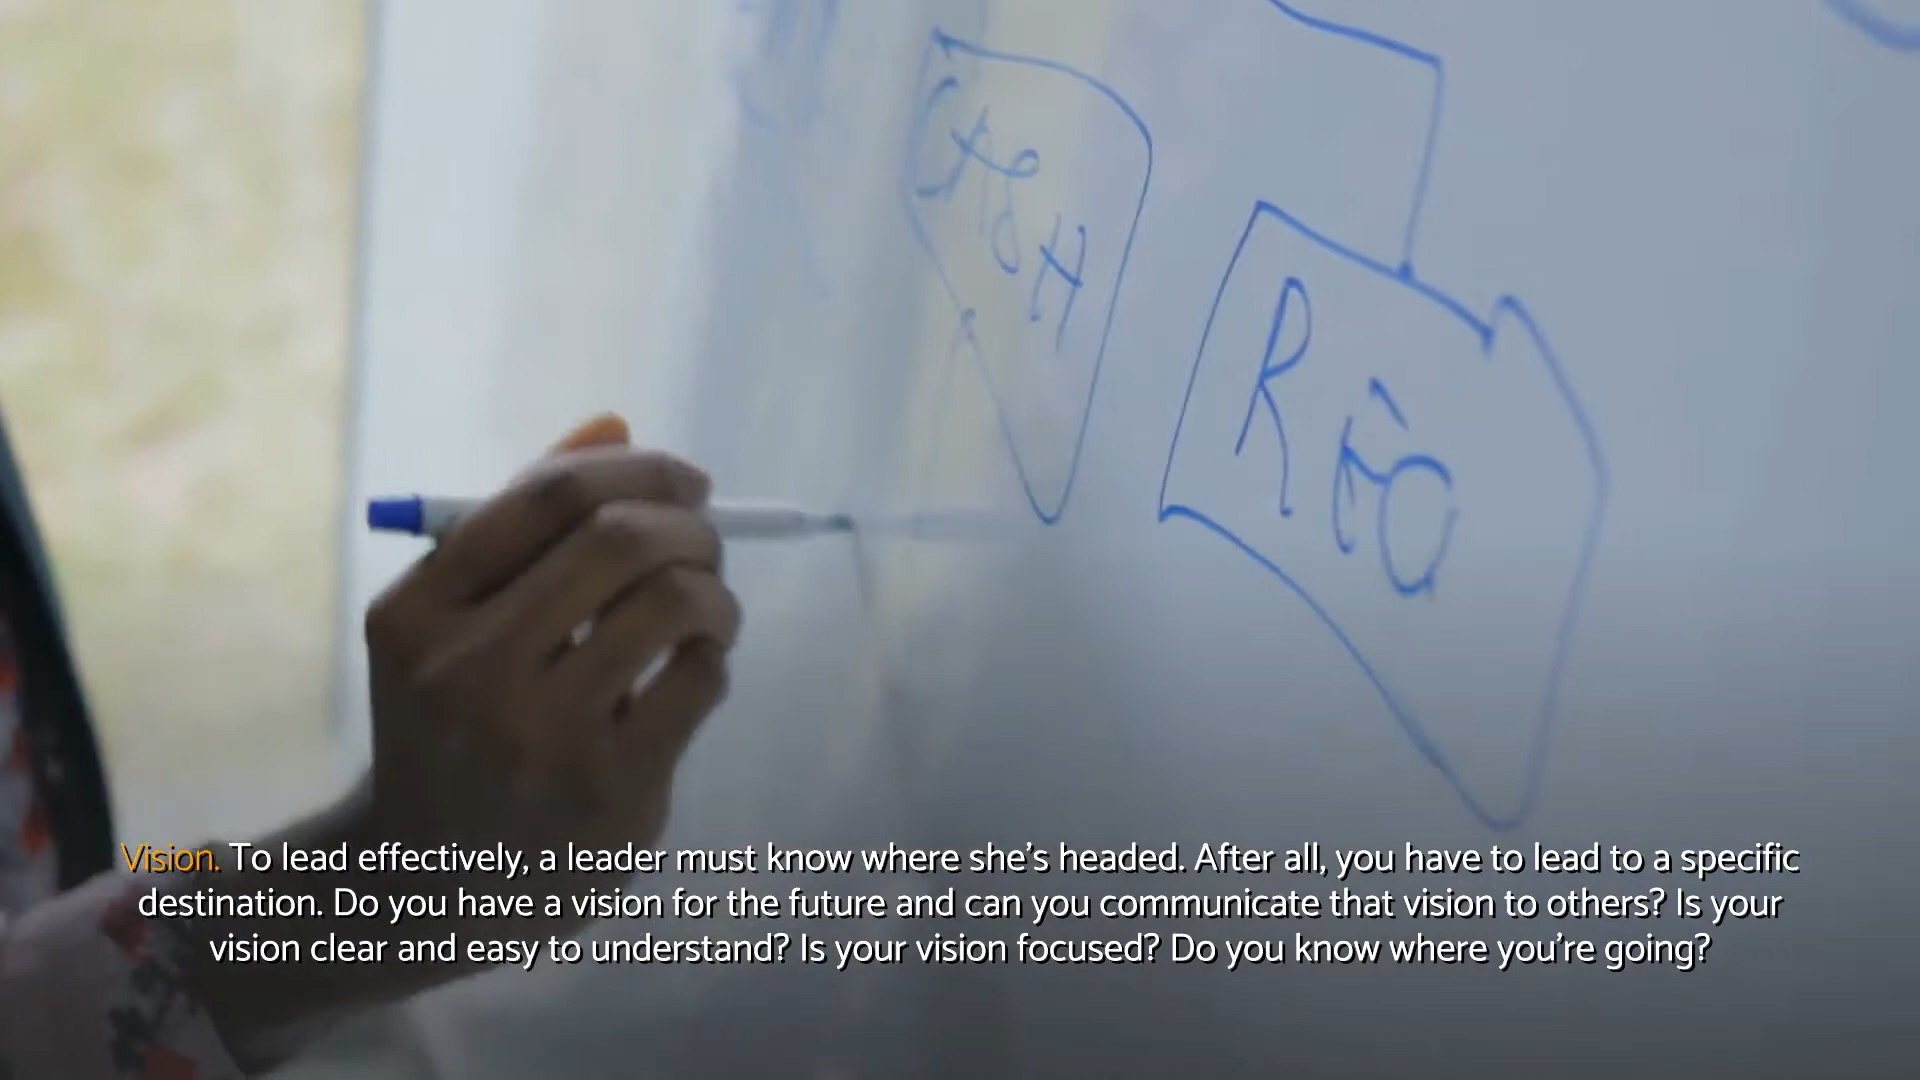 Vision. To lead effectively, a leader must know where she's headed. After all, you have to lead to a specific
destination. Do you have a vision for the future and can you communicate that vision to others? Is your
vision clear and easy to understand? Is your vision focused? Do you know where you're going?